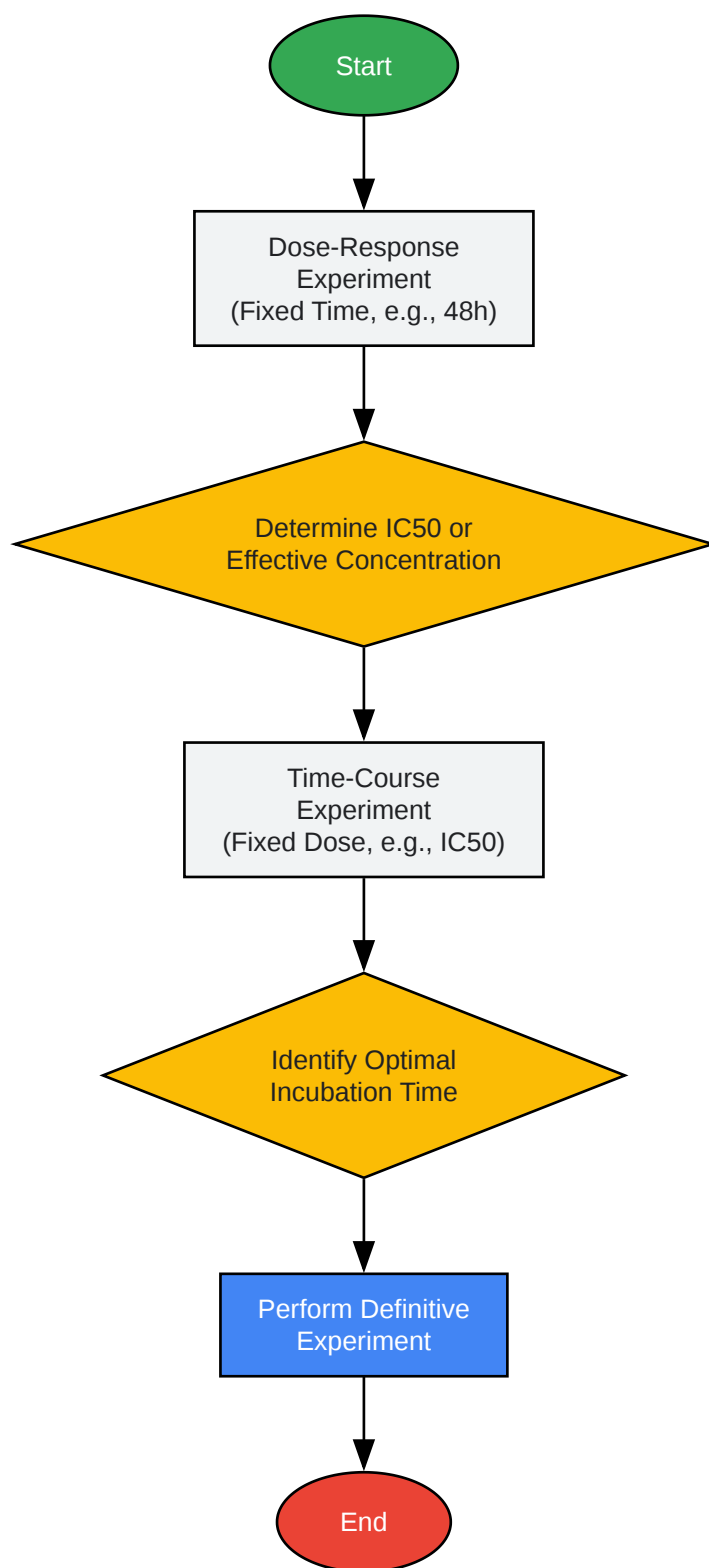 Start
Dose-Response
Experiment
(Fixed Time, e.g., 48h)
Determine IC50 or
Effective Concentration
Time-Course
Experiment
(Fixed Dose, e.g., IC50)
Identify Optimal
Incubation Time
Perform Definitive
Experiment
End